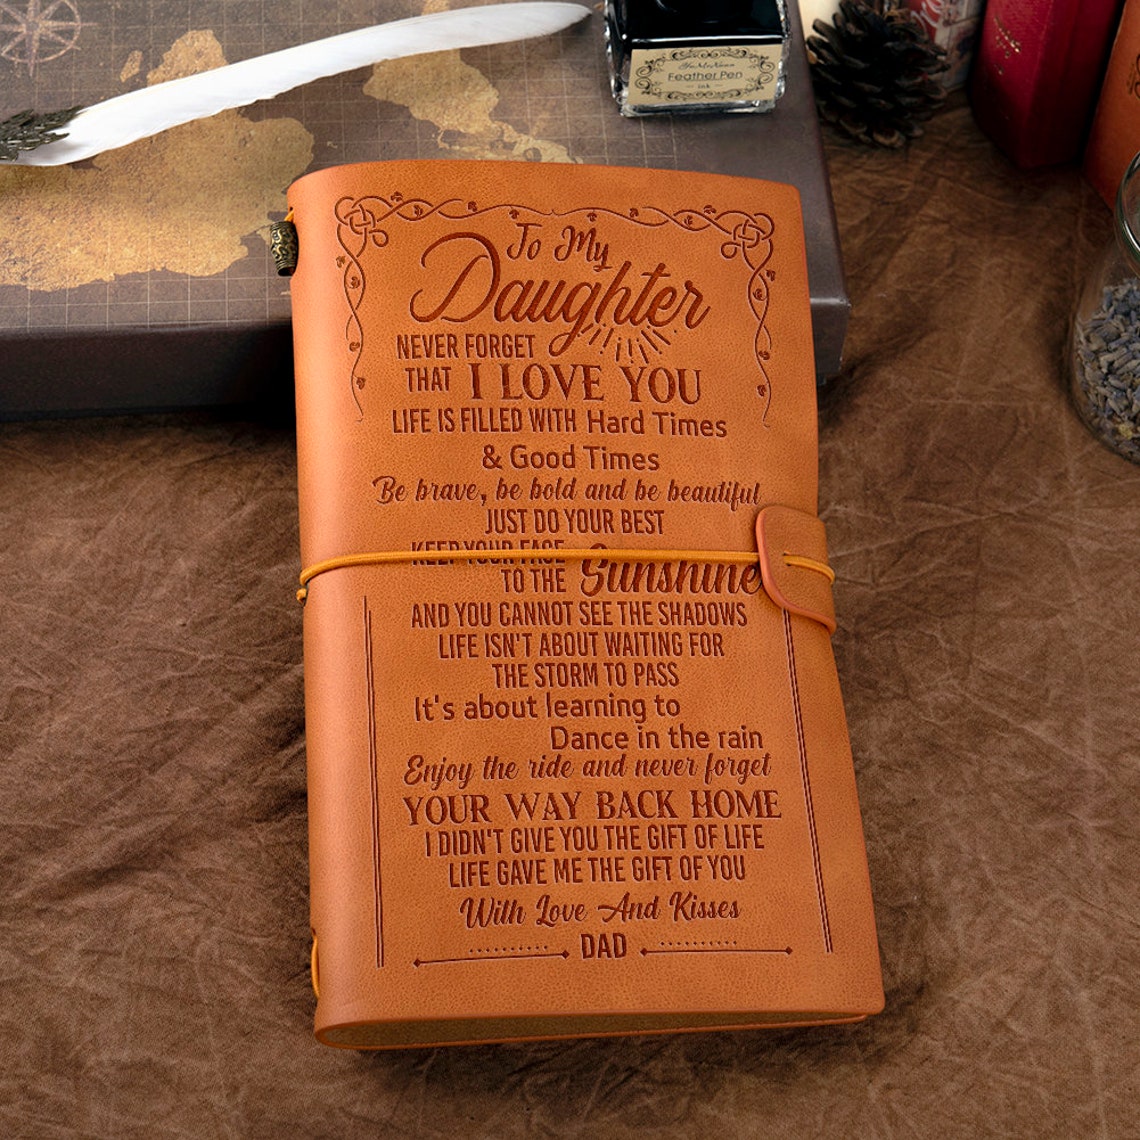 Feather Pen
ink
To My
Daughter
NEVER FORGET
THAT I LOVE YOU
LIFE IS FILLED WITH Hard Times
& Good Times
Be brave, be bold and be beautiful
JUST DO YOUR BEST
KEEP YOUR FACE
TO THE Sunshine
AND YOU CANNOT SEE THE SHADOWS
LIFE ISN'T ABOUT WAITING FOR
THE STORM TO PASS
It's about learning to
Dance in the rain
Enjoy the ride and never forget
YOUR WAY BACK HOME
I DIDN'T GIVE YOU THE GIFT OF LIFE
LIFE GAVE ME THE GIFT OF YOU
With Love And Kisses
DAD